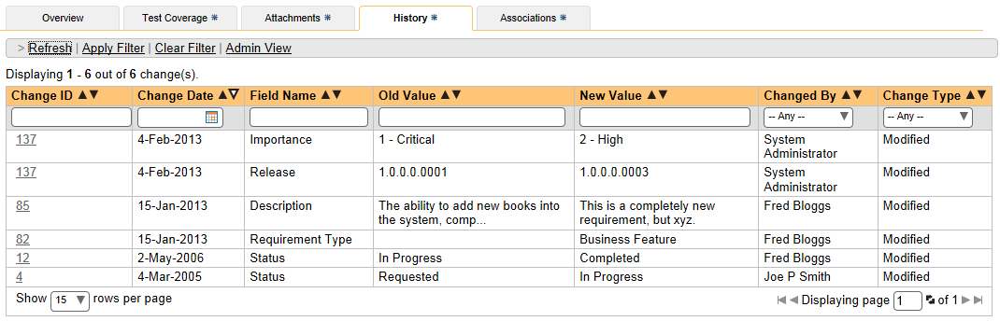 Overview Test Coverage Attachments History Associations
> Refresh | Apply Filter | Clear Filter | Admin View
Displaying 1 - 6 out of 6 change(s).
Change ID Change Date Field Name Old Value New Value Changed By Change Type
-- Any -- -- Any --
137 4-Feb-2013 Importance 1 - Critical 2 - High System Modified
Administrator
137 4-Feb-2013 Release 1.0.0.0.0001 1.0.0.0.0003 System Modified
Administrator
85 15-Jan-2013 Description The ability to add new books into This is a completely new Fred Bloggs Modified
the system, comp... requirement, but xyz.
82 15-Jan-2013 Requirement Type Business Feature Fred Bloggs Modified
12 2-May-2006 Status In Progress Completed Fred Bloggs Modified
4 4-Mar-2005 Status Requested In Progress Joe P Smith Modified
Show 15 rows per page Displaying page 1 of 1